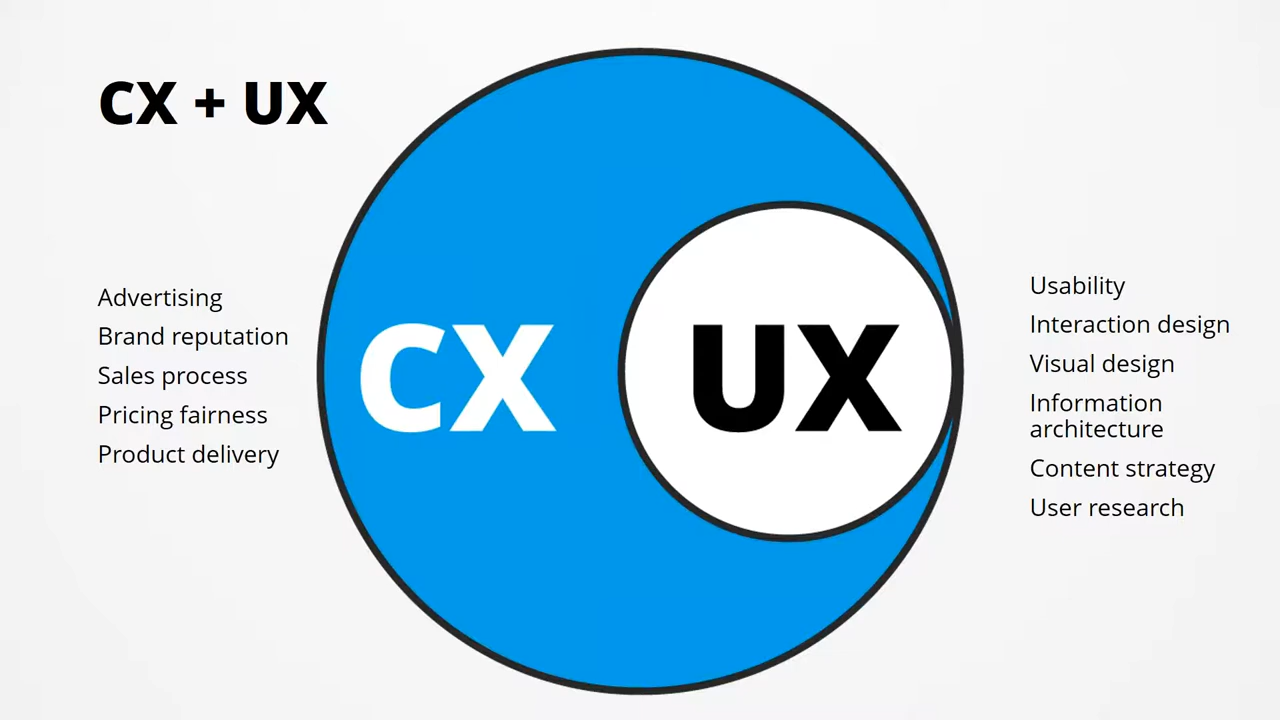 CX + UX
Advertising
Brand reputation
Sales process
Pricing fairness
Product delivery
CX
UX
Usability
Interaction design
Visual design
Information
architecture
Content strategy
User research